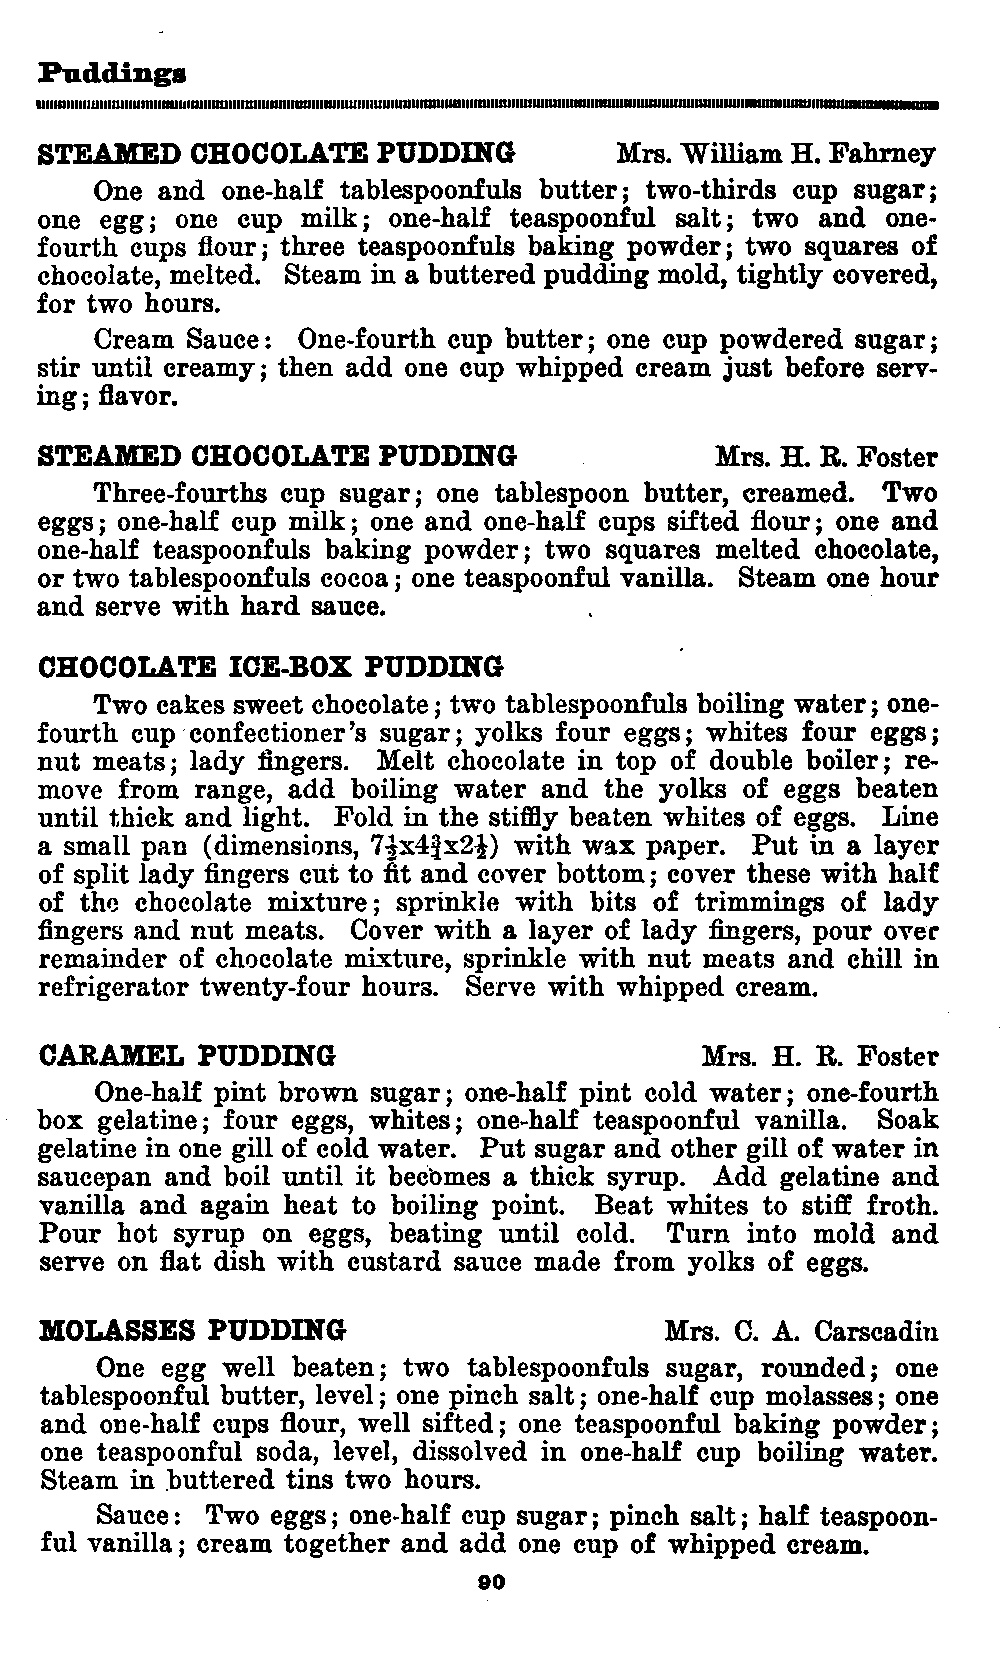 Puddings
STEAMED CHOCOLATE PUDDING Mrs. William H. Fahrney
One and one-half tablespoonfuls butter; two-thirds cup sugar;
one egg; one cup milk; one-half teaspoonful salt; two and one-
fourth cups flour; three teaspoonfuls baking powder; two squares of
chocolate, melted. Steam in a buttered pudding mold, tightly covered,
for two hours.
Cream Sauce: One-fourth cup butter; one cup powdered sugar;
stir until creamy; then add one cup whipped cream just before serv-
ing; flavor.
STEAMED CHOCOLATE PUDDING Mrs. H. R. Foster
Three-fourths cup sugar; one tablespoon butter, creamed. Two
eggs; one-half cup milk; one and one-half cups sifted flour; one and
one-half teaspoonfuls baking powder; two squares melted chocolate,
or two tablespoonfuls cocoa; one teaspoonful vanilla. Steam one hour
and serve with hard sauce.
CHOCOLATE ICE-BOX PUDDING
Two cakes sweet chocolate; two tablespoonfuls boiling water; one-
fourth cup confectioner's sugar; yolks four eggs; whites four eggs;
nut meats; lady fingers. Melt chocolate in top of double boiler; re-
move from range, add boiling water and the yolks of eggs beaten
until thick and light. Fold in the stiffly beaten whites of eggs. Line
a small pan (dimensions, 7½x4¾x2½) with wax paper. Put in a layer
of split lady fingers cut to fit and cover bottom; cover these with half
of the chocolate mixture; sprinkle with bits of trimmings of lady
fingers and nut meats. Cover with a layer of lady fingers, pour over
remainder of chocolate mixture, sprinkle with nut meats and chill in
refrigerator twenty-four hours. Serve with whipped cream.
CARAMEL PUDDING Mrs. H. R. Foster
One-half pint brown sugar; one-half pint cold water; one-fourth
box gelatine; four eggs, whites; one-half teaspoonful vanilla. Soak
gelatine in one gill of cold water. Put sugar and other gill of water in
saucepan and boil until it becomes a thick syrup. Add gelatine and
vanilla and again heat to boiling point. Beat whites to stiff froth.
Pour hot syrup on eggs, beating until cold. Turn into mold and
serve on flat dish with custard sauce made from yolks of eggs.
MOLASSES PUDDING Mrs. C. A. Carscadin
One egg well beaten; two tablespoonfuls sugar, rounded; one
tablespoonful butter, level; one pinch salt; one-half cup molasses; one
and one-half cups flour, well sifted; one teaspoonful baking powder;
one teaspoonful soda, level, dissolved in one-half cup boiling water.
Steam in buttered tins two hours.
Sauce: Two eggs; one-half cup sugar; pinch salt; half teaspoon-
ful vanilla; cream together and add one cup of whipped cream.
90